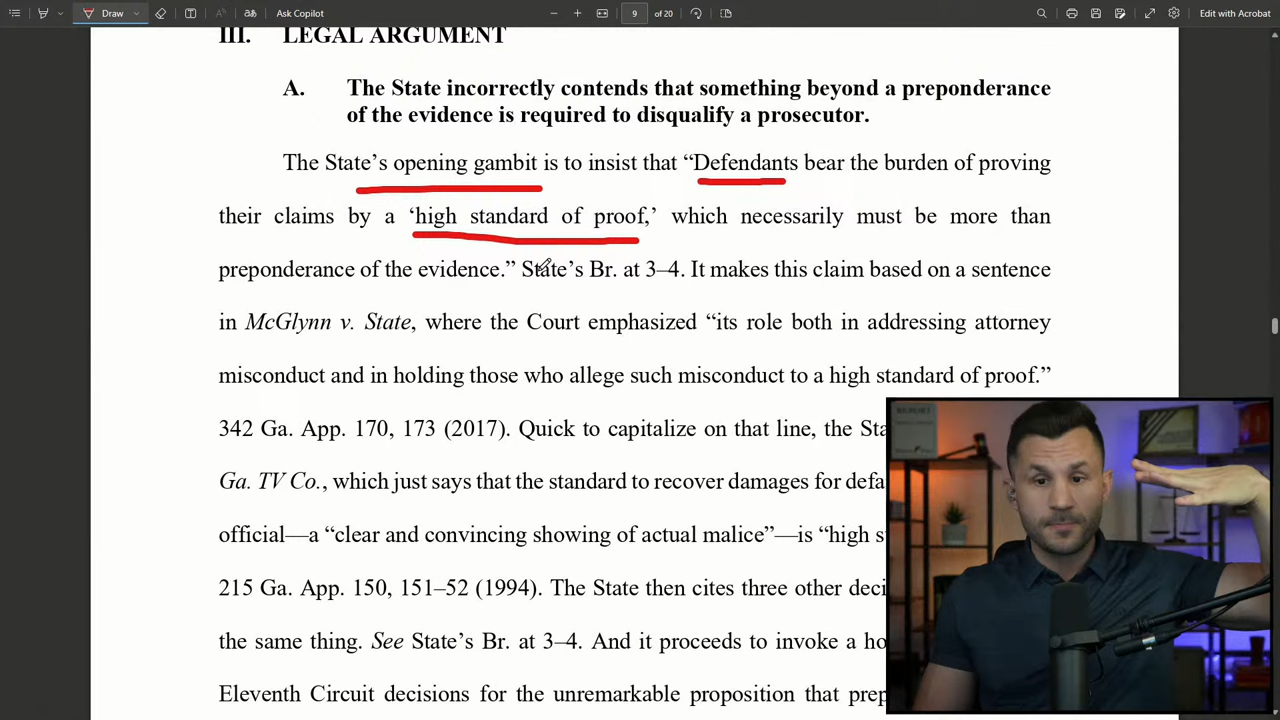 Draw
Ask Copilot
9 of 20
Edit with Acrobat
III. LEGAL ARGUMENT
A. The State incorrectly contends that something beyond a preponderance
of the evidence is required to disqualify a prosecutor.
The State’s opening gambit is to insist that “Defendants bear the burden of proving
their claims by a ‘high standard of proof,’ which necessarily must be more than
preponderance of the evidence.” State’s Br. at 3–4. It makes this claim based on a sentence
in McGlynn v. State, where the Court emphasized “its role both in addressing attorney
misconduct and in holding those who allege such misconduct to a high standard of proof.”
342 Ga. App. 170, 173 (2017). Quick to capitalize on that line, the
Ga. TV Co., which just says that the standard to recover damages for
official—a “clear and convincing showing of actual malice”—is “high
215 Ga. App. 150, 151–52 (1994). The State then cites three other
the same thing. See State’s Br. at 3–4. And it proceeds to invoke a
Eleventh Circuit decisions for the unremarkable proposition that